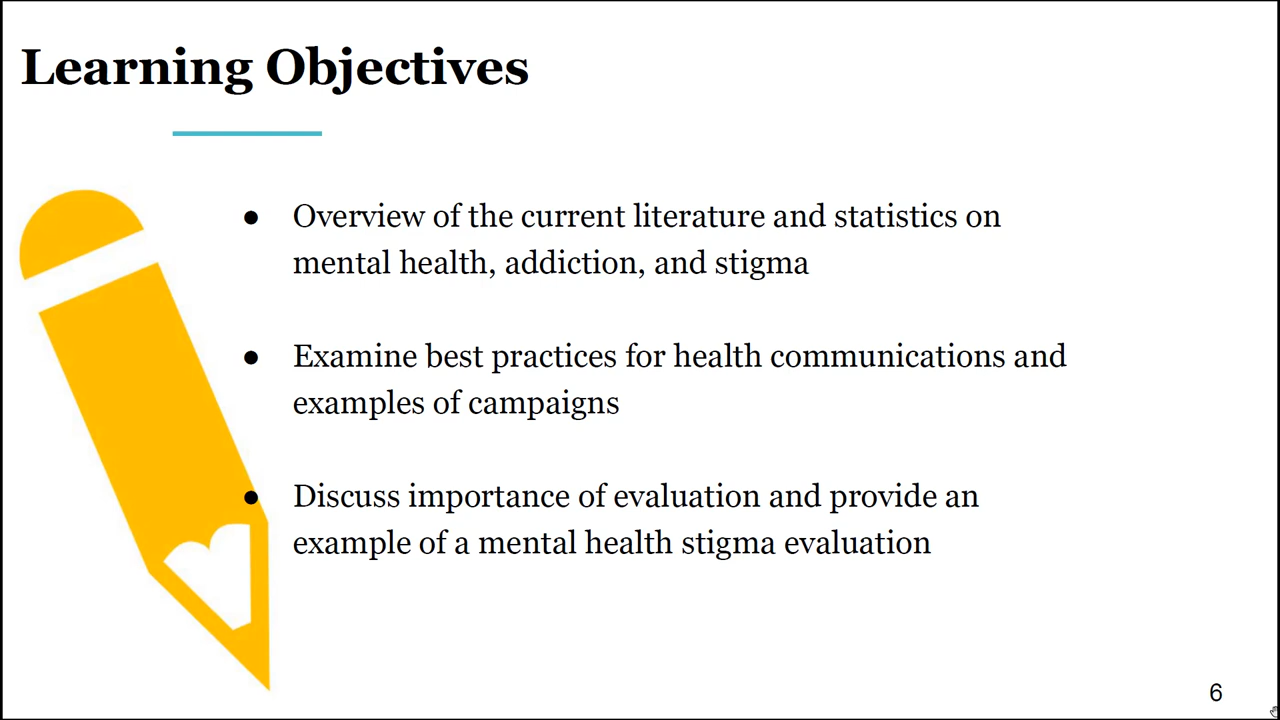 Learning Objectives
● Overview of the current literature and statistics on
mental health, addiction, and stigma
● Examine best practices for health communications and
examples of campaigns
● Discuss importance of evaluation and provide an
example of a mental health stigma evaluation
6